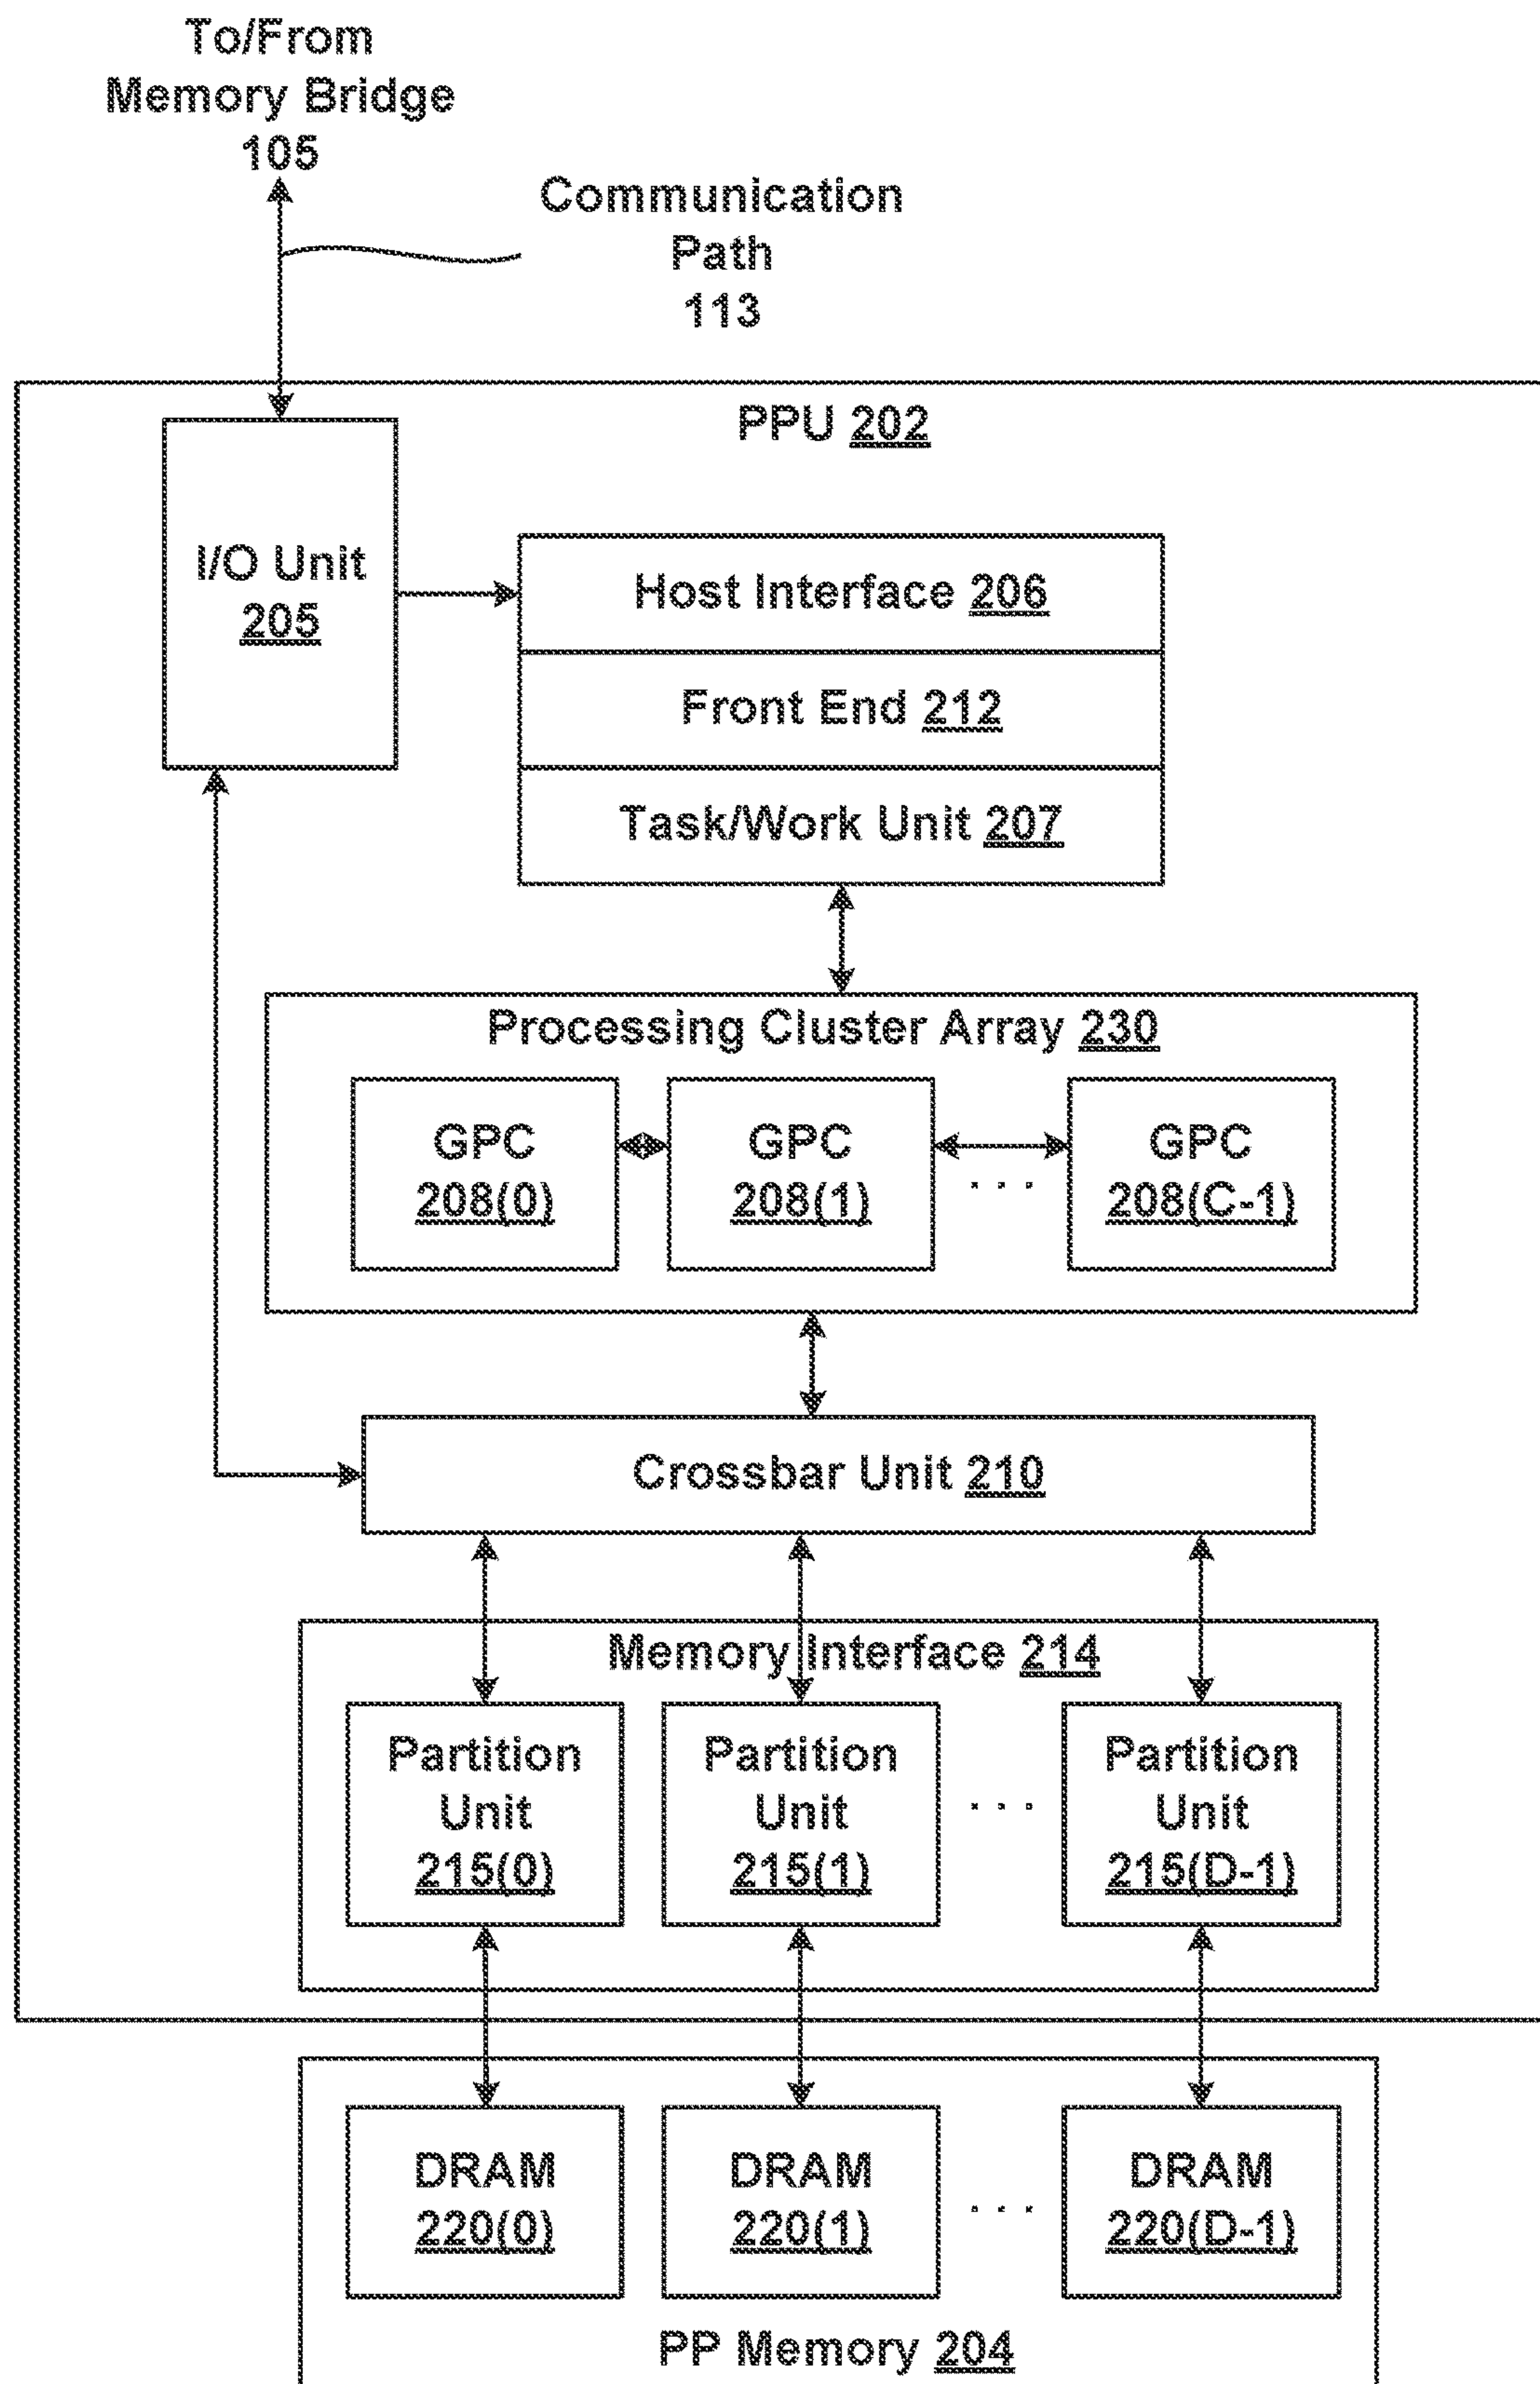 To/From
Memory Bridge
105
Communication
Path
113
PPU 202
I/O Unit
205
Host Interface 206
Front End 212
Task/Work Unit 207
Processing Cluster Array 230
GPC
208(0)
GPC
208(1)
. . .
GPC
208(C-1)
Crossbar Unit 210
Memory Interface 214
Partition
Unit
215(0)
Partition
Unit
215(1)
. . .
Partition
Unit
215(D-1)
DRAM
220(0)
DRAM
220(1)
. . .
DRAM
220(D-1)
PP Memory 204